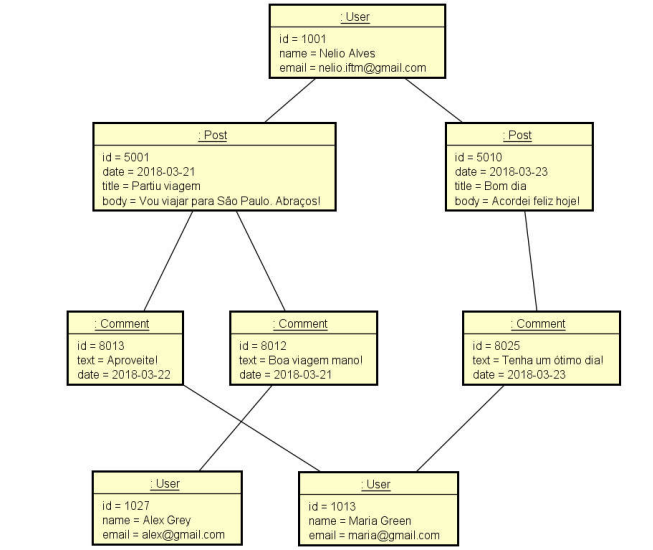 : User
id = 1001
name = Nelio Alves
email = nelio.iftm@gmail.com
: Post
id = 5001
date = 2018-03-21
title = Partiu viagem
body = Vou viajar para São Paulo. Abraços!
: Post
id = 5010
date = 2018-03-23
title = Bom dia
body = Acordei feliz hoje!
: Comment
id = 8013
text = Aproveite!
date = 2018-03-22
: Comment
id = 8012
text = Boa viagem mano!
date = 2018-03-21
: Comment
id = 8025
text = Tenha um ótimo dia!
date = 2018-03-23
: User
id = 1027
name = Alex Grey
email = alex@gmail.com
: User
id = 1013
name = Maria Green
email = maria@gmail.com